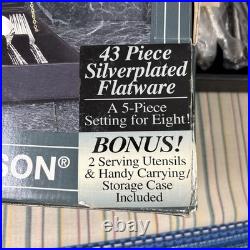 43 Piece
Silverplated
Flatware
A 5-Piece
Setting for Eight!
SON®
BONUS!
2 Serving Utensils
& Handy Carrying/
Storage Case
Included